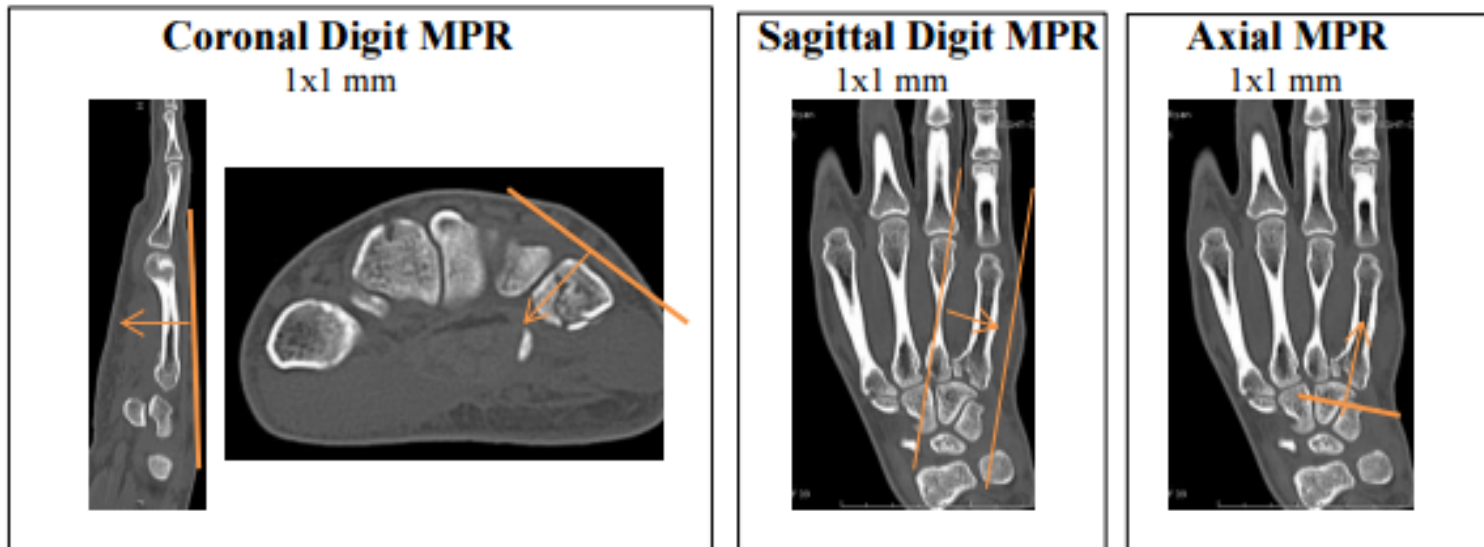 Coronal Digit MPR
1x1 mm
Sagittal Digit MPR
1x1 mm
Axial MPR
1x1 mm